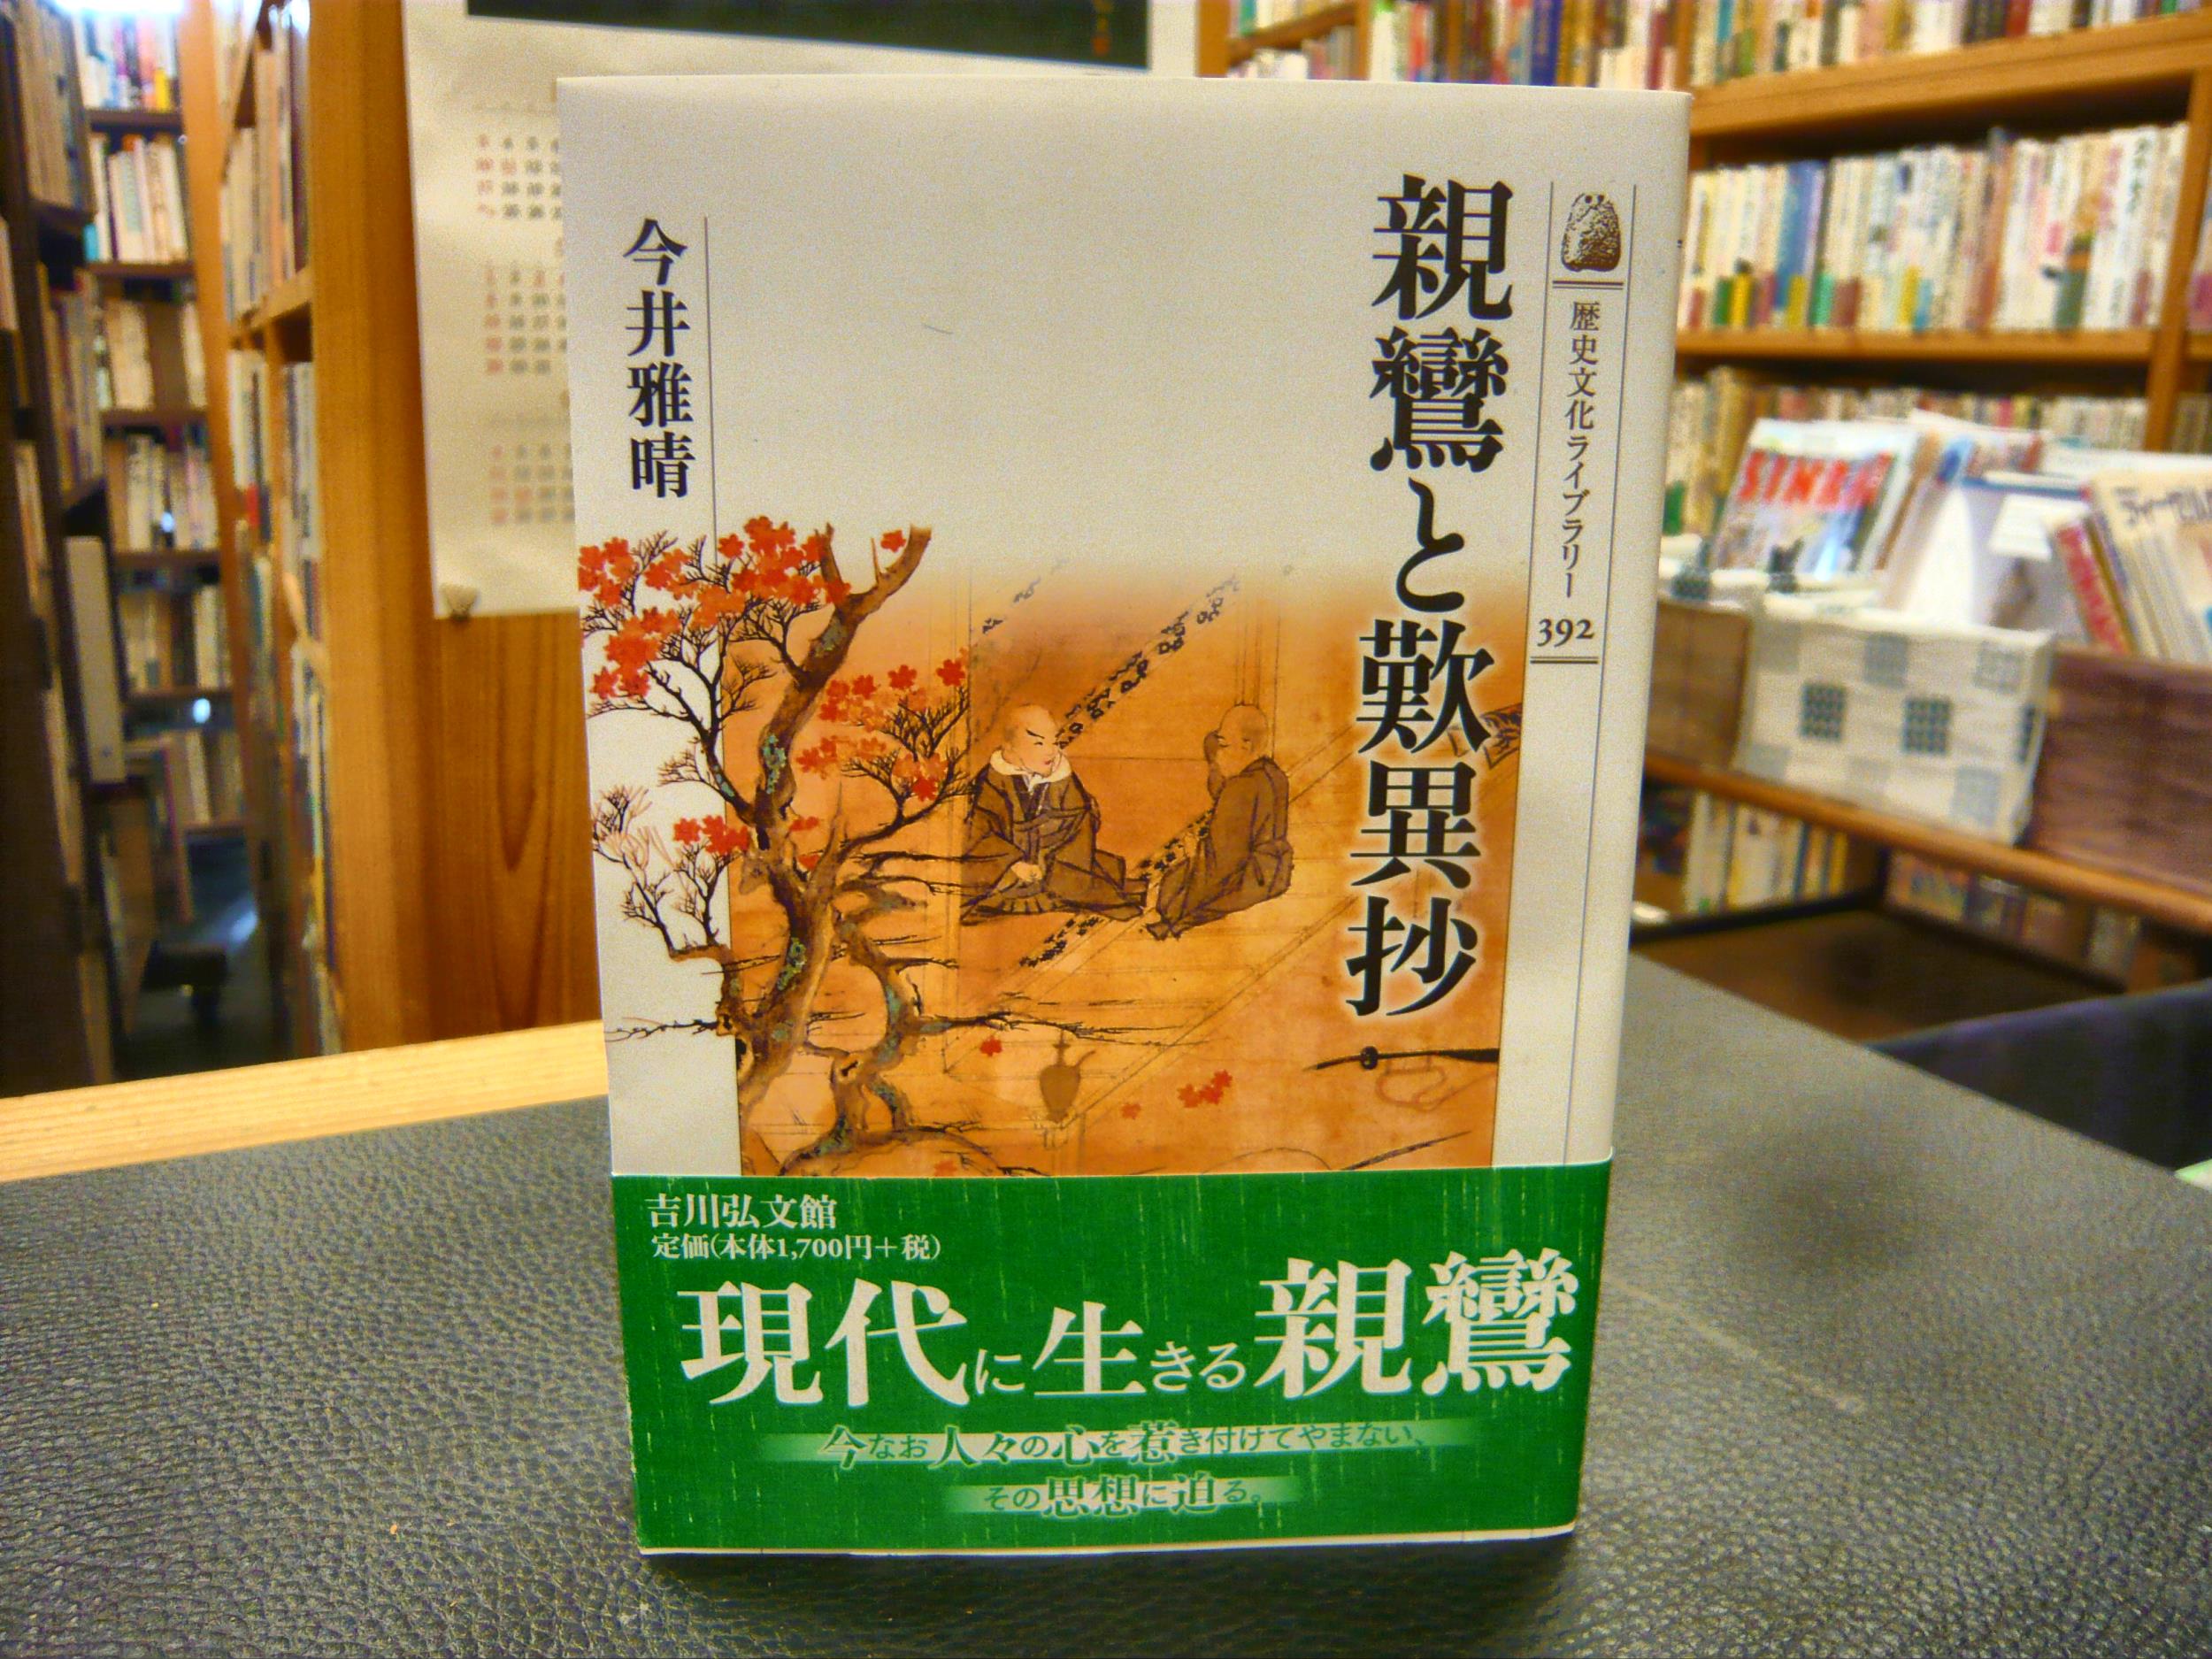 歴史文化ライブラリー
392
親鸞と歎異抄
今井雅晴
吉川弘文館
定価(本体1,700円+税)
現代に生きる親鸞
今なお人々の心を惹き付けてやまない、
その思想に迫る。